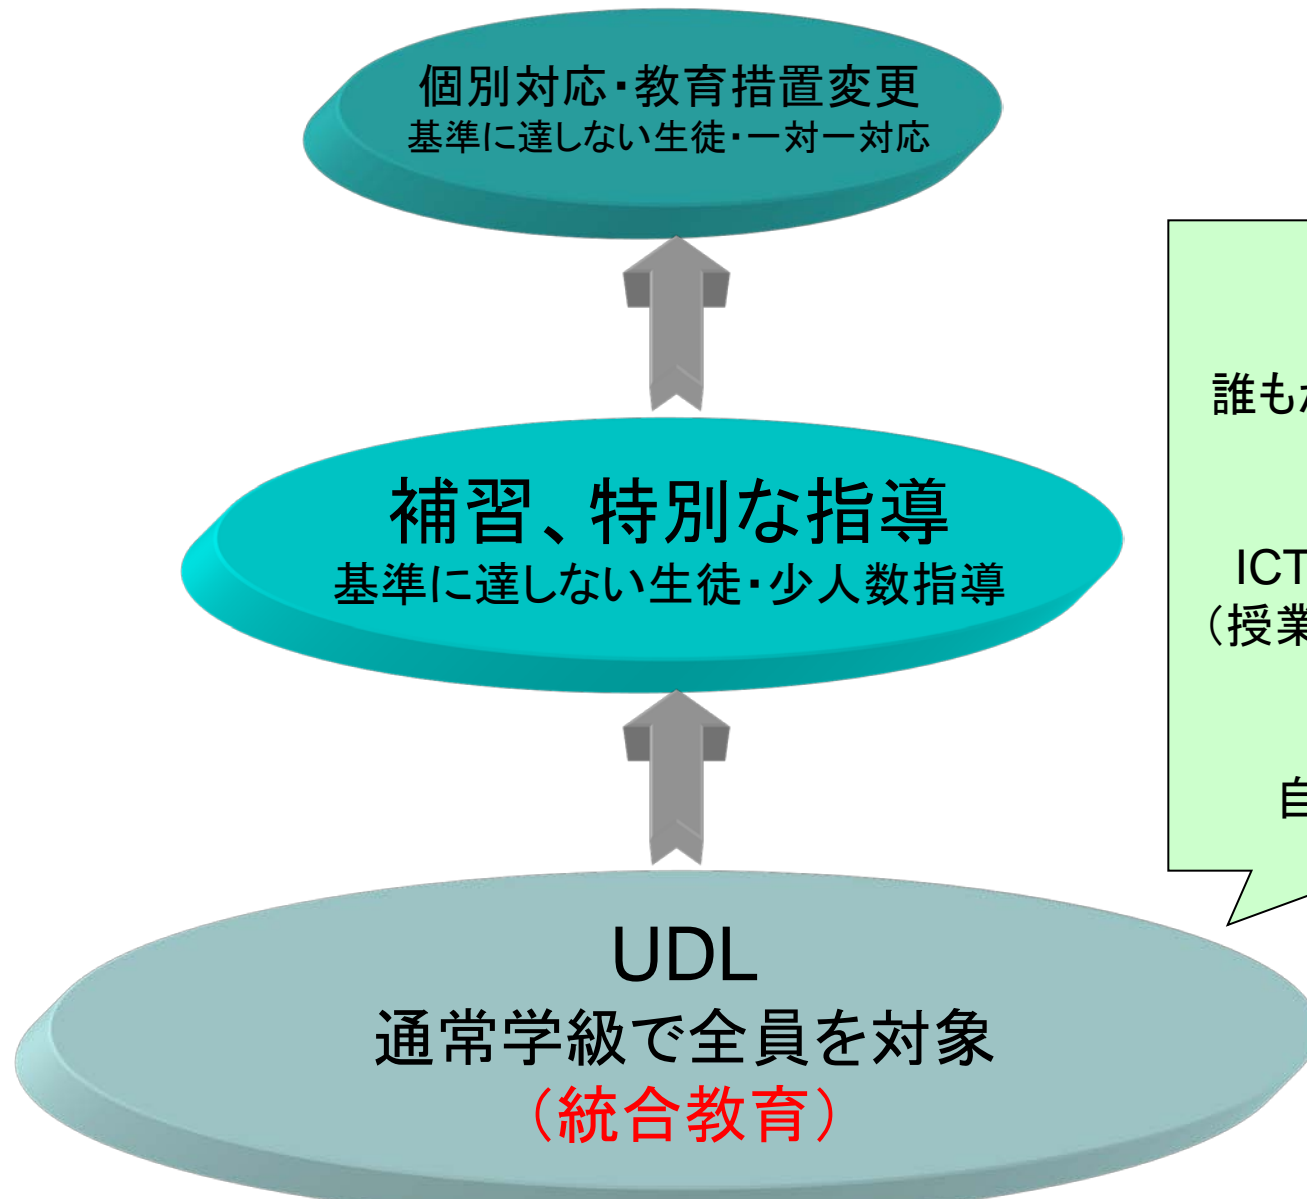 個別対応・教育措置変更
基準に達しない生徒・一対一対応
補習、特別な指導
基準に達しない生徒・少人数指導
UDL
通常学級で全員を対象
（統合教育）
誰もが
ICT
（授業
自